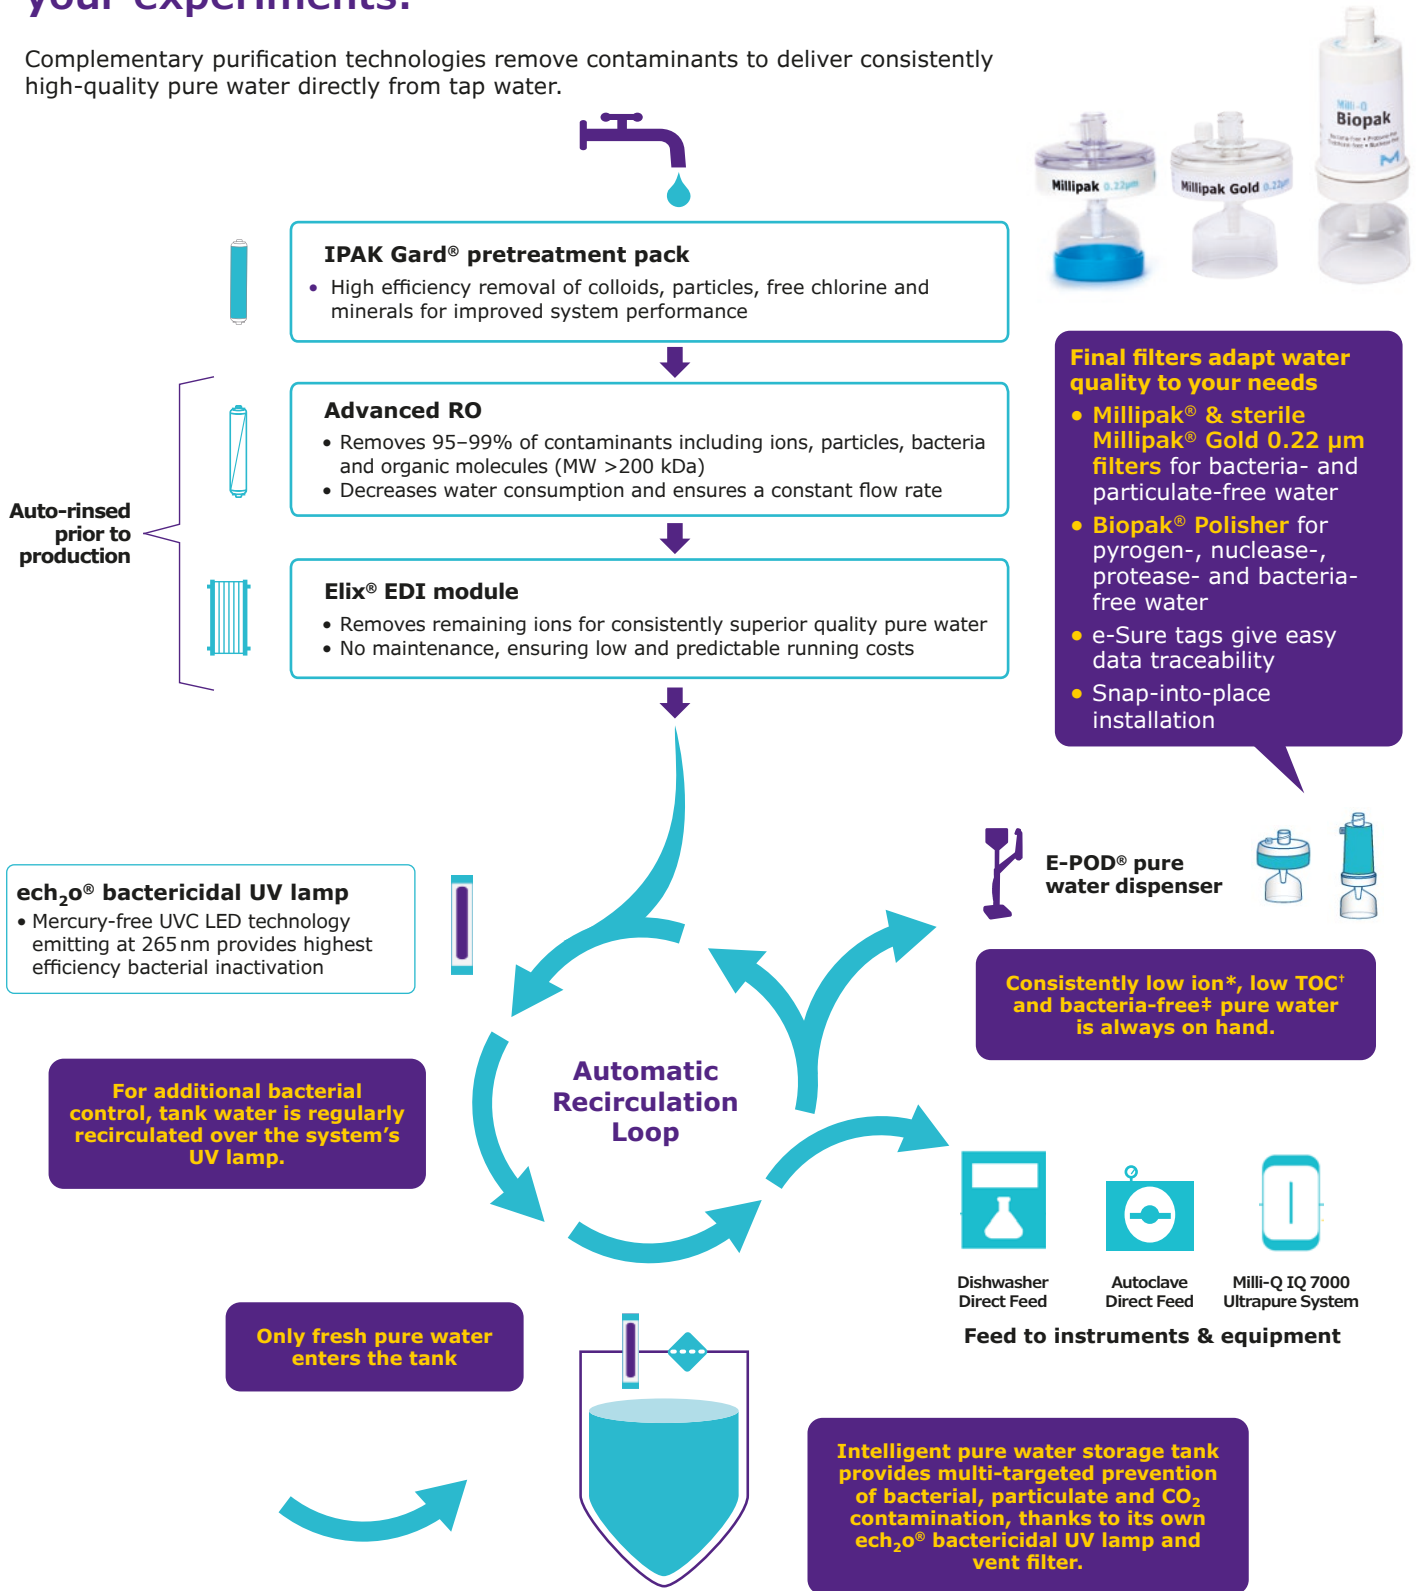 your experiments.
Complementary purification technologies remove contaminants to deliver consistently
high-quality pure water directly from tap water.
Milli-Q
Biopak
Millipak 0.22µm
Millipak Gold 0.22µm
IPAK Gard® pretreatment pack
• High efficiency removal of colloids, particles, free chlorine and
minerals for improved system performance
Advanced RO
• Removes 95–99% of contaminants including ions, particles, bacteria
and organic molecules (MW >200 kDa)
• Decreases water consumption and ensures a constant flow rate
Auto-rinsed
prior to
production
Elix® EDI module
• Removes remaining ions for consistently superior quality pure water
• No maintenance, ensuring low and predictable running costs
Final filters adapt water
quality to your needs
• Millipak® & sterile
Millipak® Gold 0.22 µm
filters for bacteria- and
particulate-free water
• Biopak® Polisher for
pyrogen-, nuclease-,
protease- and bacteria-
free water
• e-Sure tags give easy
data traceability
• Snap-into-place
installation
E-POD® pure
water dispenser
ech₂o® bactericidal UV lamp
• Mercury-free UVC LED technology
emitting at 265 nm provides highest
efficiency bacterial inactivation
Consistently low ion*, low TOC†
and bacteria-free‡ pure water
is always on hand.
For additional bacterial
control, tank water is regularly
recirculated over the system’s
UV lamp.
Automatic
Recirculation
Loop
Dishwasher
Direct Feed
Autoclave
Direct Feed
Milli-Q IQ 7000
Ultrapure System
Feed to instruments & equipment
Only fresh pure water
enters the tank
Intelligent pure water storage tank
provides multi-targeted prevention
of bacterial, particulate and CO₂
contamination, thanks to its own
ech₂o® bactericidal UV lamp and
vent filter.